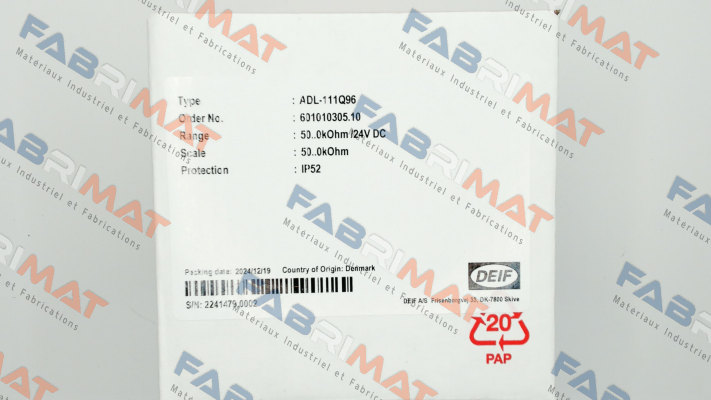 Type : ADL-111Q96
Order No. : 601010305.10
Range : 50..0kOhm /24V DC
Scale : 50..0kOhm
Protection : IP52
Packing date: 2024/12/19 Country of Origin: Denmark
S/N: 2241479.0002
DEIF
DEIF A/S Frisenborgvej 33, DK-7800 Skive
20
PAP
FABRIMAT
Matériaux Industriel et Fabrications